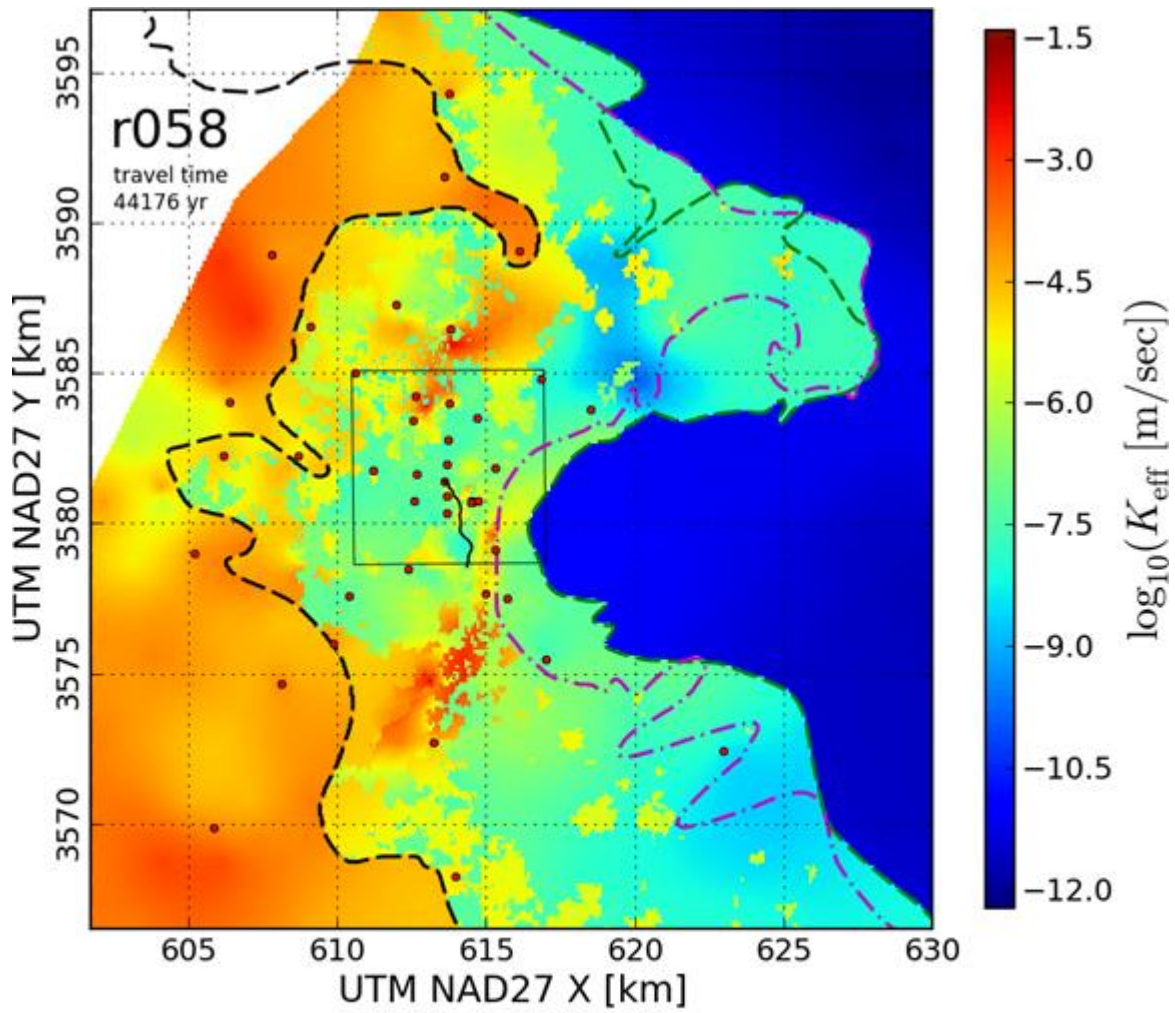 r058
travel time
44176 yr
UTM NAD27 Y [km]
3595
3590
3585
3580
3575
3570
605 610 615 620 625 630
UTM NAD27 X [km]
−1.5
−3.0
−4.5
−6.0
−7.5
−9.0
−10.5
−12.0
log₁₀(K_eff [m/sec])